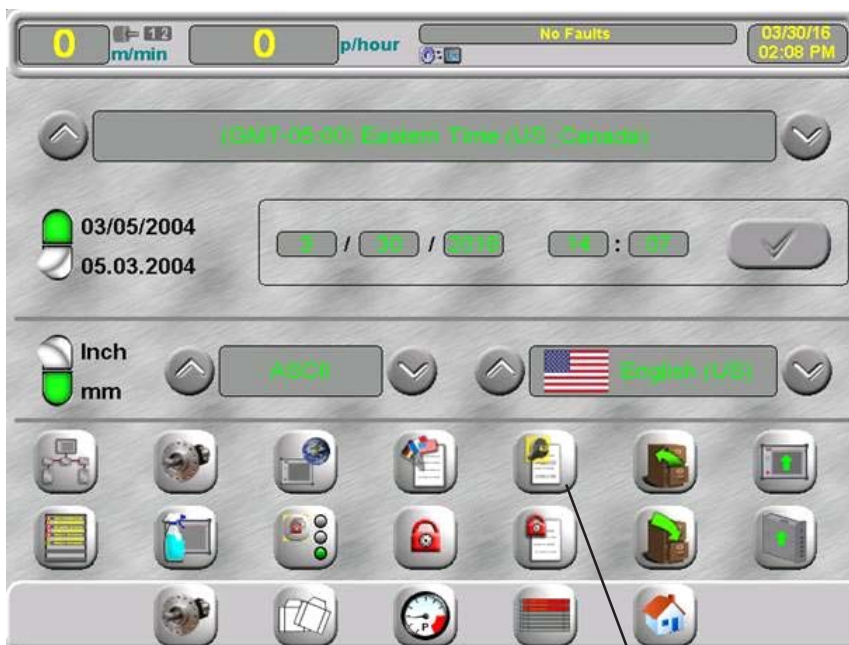 0 m/min 0 p/hour No Faults 03/30/16
02:08 PM
(GMT-05:00) Eastern Time (US ;Canada)
03/05/2004
05.03.2004
3 / 30 / 2016 14 : 07
Inch
mm
ASCII English (US)
P